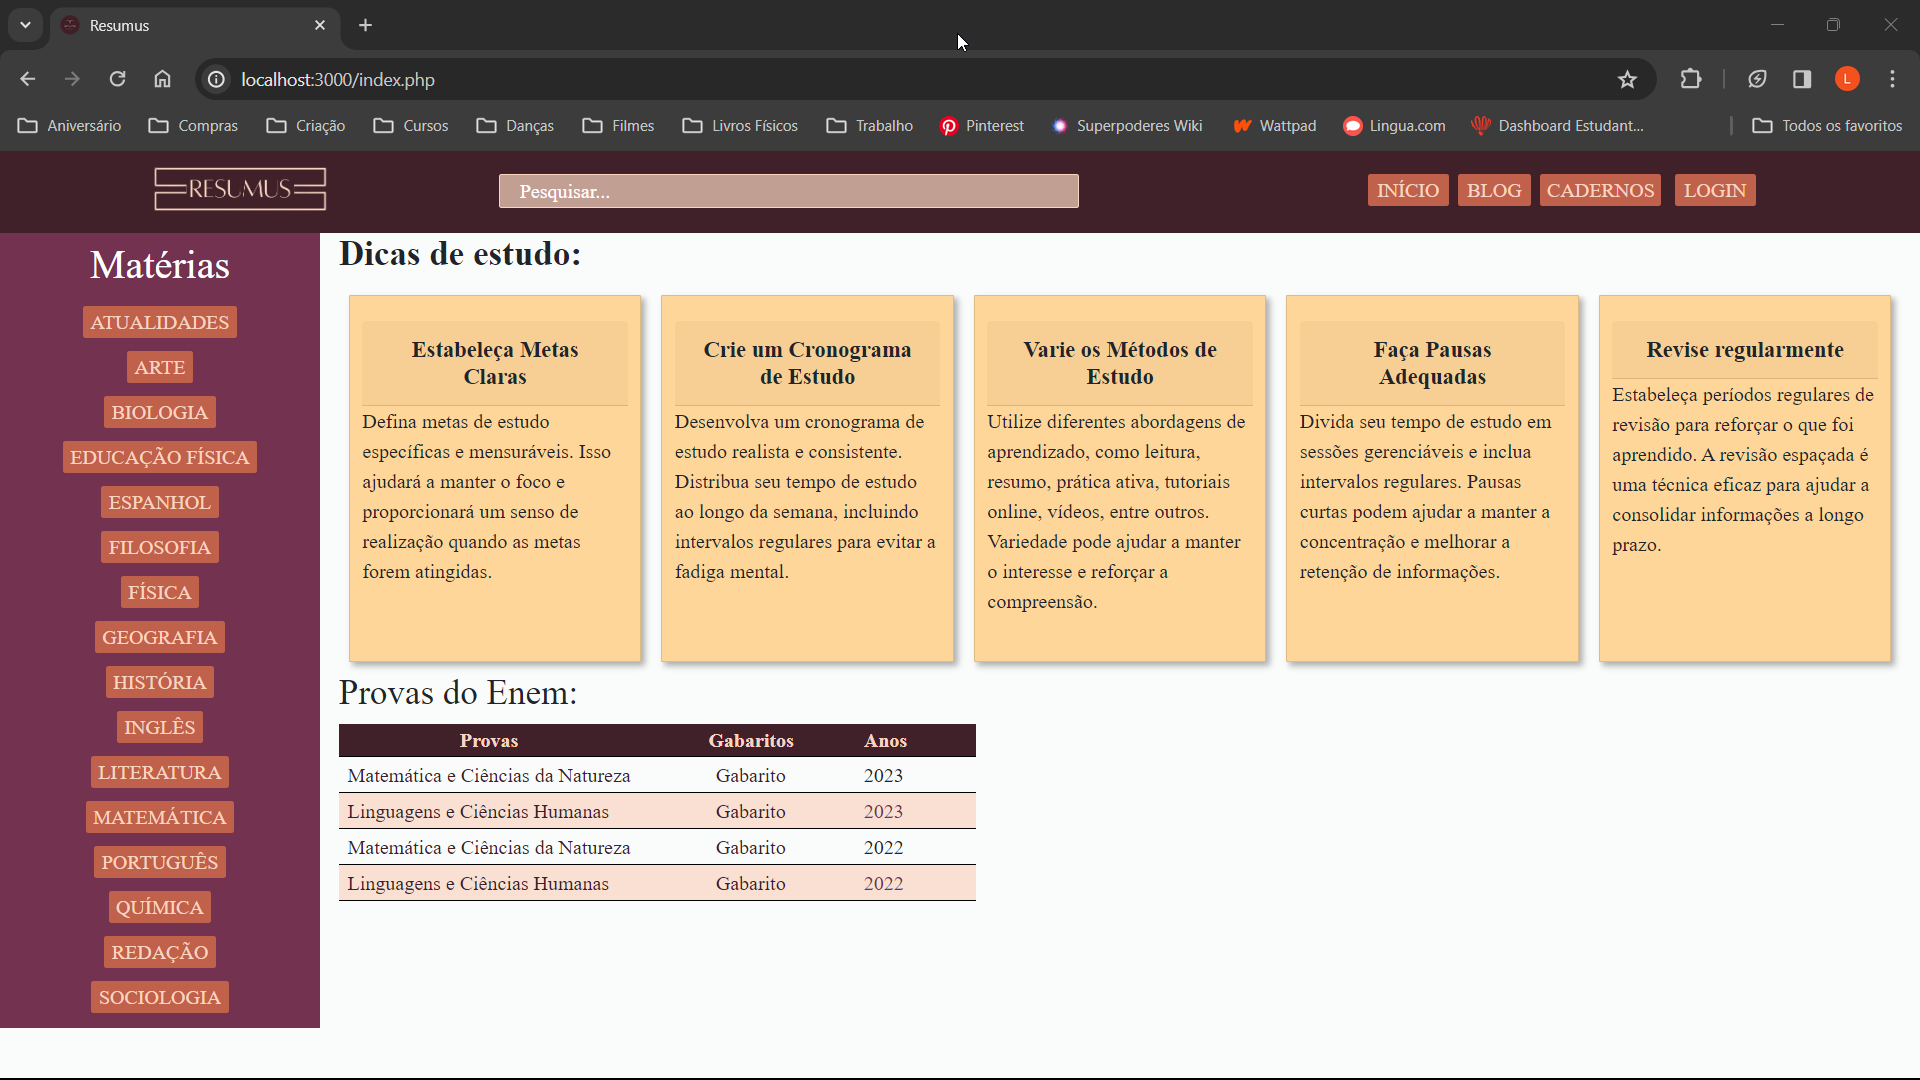 Resumus
localhost:3000/index.php
L
Aniversário
Compras
Criação
Cursos
Danças
Filmes
Livros Físicos
Trabalho
Pinterest
Superpoderes Wiki
Wattpad
Lingua.com
Dashboard Estudant...
Todos os favoritos
RESUMUS
Pesquisar...
INÍCIO
BLOG
CADERNOS
LOGIN
Matérias
ATUALIDADES
ARTE
BIOLOGIA
EDUCAÇÃO FÍSICA
ESPANHOL
FILOSOFIA
FÍSICA
GEOGRAFIA
HISTÓRIA
INGLÊS
LITERATURA
MATEMÁTICA
PORTUGUÊS
QUÍMICA
REDAÇÃO
SOCIOLOGIA
Dicas de estudo:
Estabeleça Metas
Claras
Defina metas de estudo
específicas e mensuráveis. Isso
ajudará a manter o foco e
proporcionará um senso de
realização quando as metas
forem atingidas.
Crie um Cronograma
de Estudo
Desenvolva um cronograma de
estudo realista e consistente.
Distribua seu tempo de estudo
ao longo da semana, incluindo
intervalos regulares para evitar a
fadiga mental.
Varie os Métodos de
Estudo
Utilize diferentes abordagens de
aprendizado, como leitura,
resumo, prática ativa, tutoriais
online, vídeos, entre outros.
Variedade pode ajudar a manter
o interesse e reforçar a
compreensão.
Faça Pausas
Adequadas
Divida seu tempo de estudo em
sessões gerenciáveis e inclua
intervalos regulares. Pausas
curtas podem ajudar a manter a
concentração e melhorar a
retenção de informações.
Revise regularmente
Estabeleça períodos regulares de
revisão para reforçar o que foi
aprendido. A revisão espaçada é
uma técnica eficaz para ajudar a
consolidar informações a longo
prazo.
Provas do Enem:
Provas Gabaritos Anos
Matemática e Ciências da Natureza Gabarito 2023
Linguagens e Ciências Humanas Gabarito 2023
Matemática e Ciências da Natureza Gabarito 2022
Linguagens e Ciências Humanas Gabarito 2022